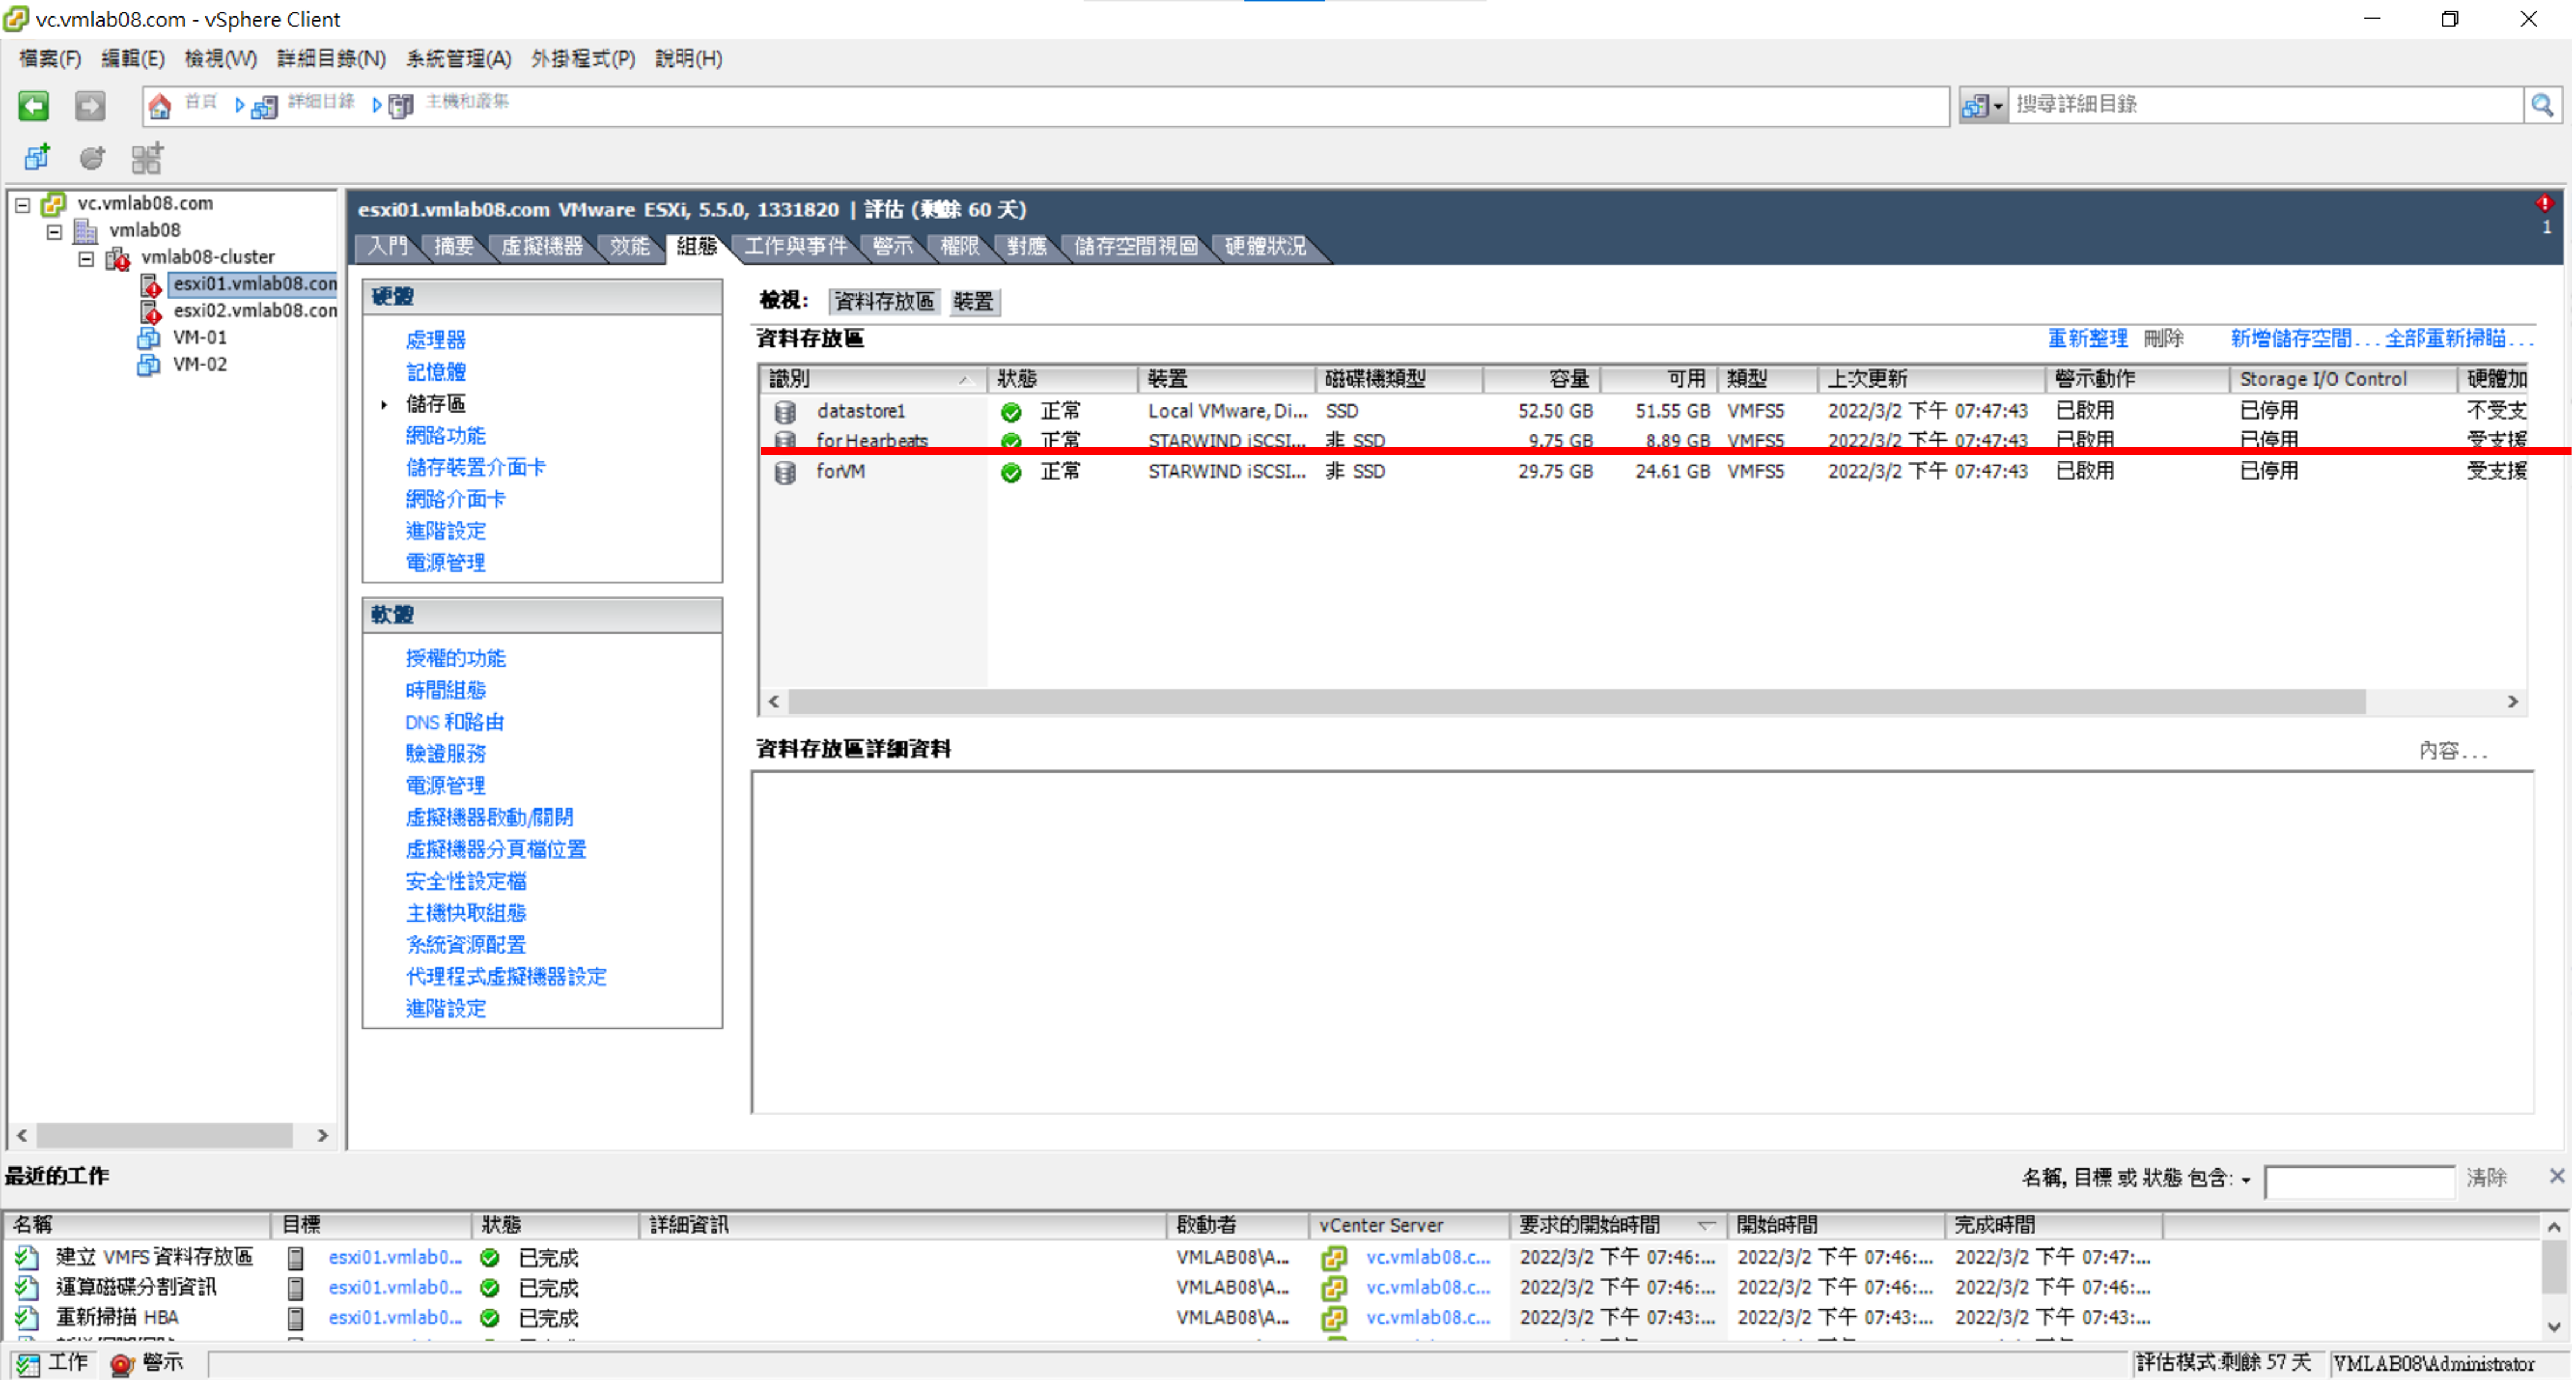 vc.vmlab08.com - vSphere Client
檔案(F) 編輯(E) 檢視(W) 詳細目錄(N) 系統管理(A) 外掛程式(P) 說明(H)
首頁 詳細目錄 主機和叢集 搜尋詳細目錄
vc.vmlab08.com
vmlab08
vmlab08-cluster
esxi01.vmlab08.con
esxi02.vmlab08.con
VM-01
VM-02
esxi01.vmlab08.com VMware ESXi, 5.5.0, 1331820 | 評估 (剩餘 60 天)
1
入門 摘要 虛擬機器 效能 組態 工作與事件 警示 權限 對應 儲存空間視圖 硬體狀況
硬體
處理器
記憶體
儲存區
網路功能
儲存裝置介面卡
網路介面卡
進階設定
電源管理
軟體
授權的功能
時間組態
DNS 和路由
驗證服務
電源管理
虛擬機器啟動/關閉
虛擬機器分頁檔位置
安全性設定檔
主機快取組態
系統資源配置
代理程式虛擬機器設定
進階設定
檢視: 資料存放區 裝置
資料存放區 重新整理 刪除 新增儲存空間... 全部重新掃瞄...
識別 狀態 裝置 磁碟機類型 容量 可用 類型 上次更新 警示動作 Storage I/O Control 硬體加
datastore1 正常 Local VMware, Di... SSD 52.50 GB 51.55 GB VMFS5 2022/3/2 下午 07:47:43 已啟用 已停用 不受支
for Hearbeats 正常 STARWIND iSCSI... 非 SSD 9.75 GB 8.89 GB VMFS5 2022/3/2 下午 07:47:43 已啟用 已停用 受支援
forVM 正常 STARWIND iSCSI... 非 SSD 29.75 GB 24.61 GB VMFS5 2022/3/2 下午 07:47:43 已啟用 已停用 受支援
資料存放區詳細資料 內容...
最近的工作 名稱, 目標 或 狀態 包含: 清除
名稱 目標 狀態 詳細資訊 啟動者 vCenter Server 要求的開始時間 開始時間 完成時間
建立 VMFS 資料存放區 esxi01.vmlab0... 已完成 VMLAB08\A... vc.vmlab08.c... 2022/3/2 下午 07:46:... 2022/3/2 下午 07:46:... 2022/3/2 下午 07:47:...
運算磁碟分割資訊 esxi01.vmlab0... 已完成 VMLAB08\A... vc.vmlab08.c... 2022/3/2 下午 07:46:... 2022/3/2 下午 07:46:... 2022/3/2 下午 07:46:...
重新掃描 HBA esxi01.vmlab0... 已完成 VMLAB08\A... vc.vmlab08.c... 2022/3/2 下午 07:43:... 2022/3/2 下午 07:43:... 2022/3/2 下午 07:43:...
工作 警示 評估模式:剩餘 57 天 VMLAB08\Administrator